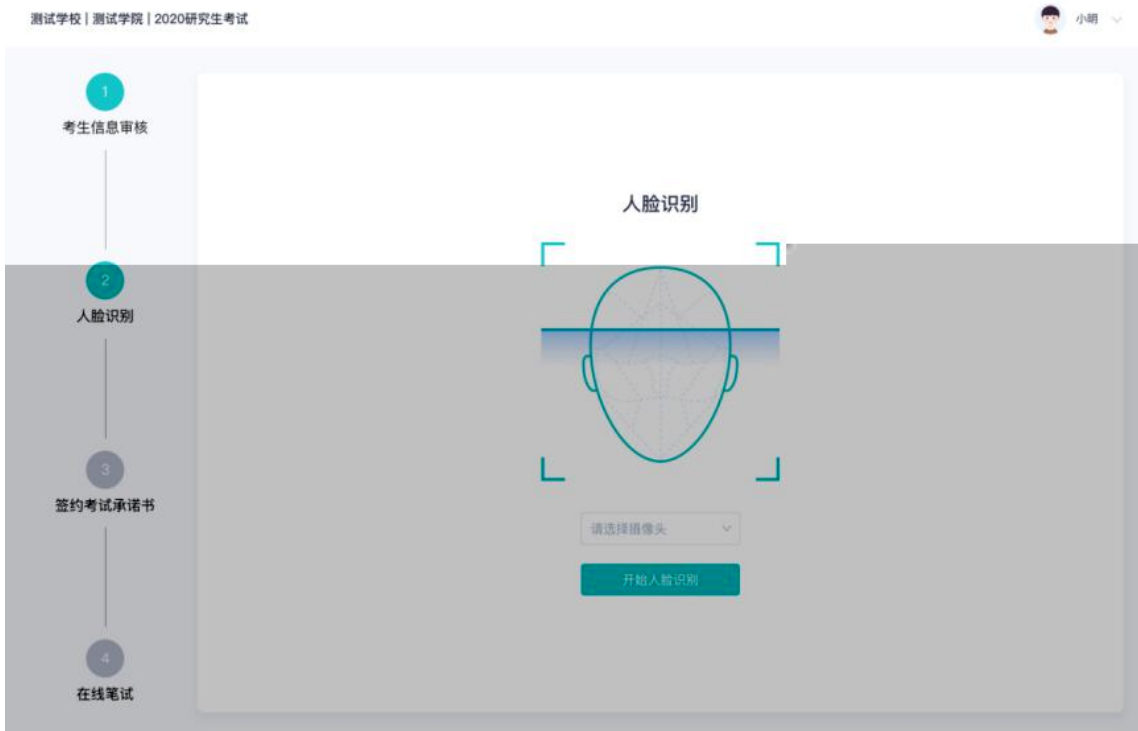 测试学校 | 测试学院 | 2020研究生考试
小明
1
考生信息审核
2
人脸识别
3
签约考试承诺书
4
在线笔试
人脸识别
请选择摄像头
开始人脸识别